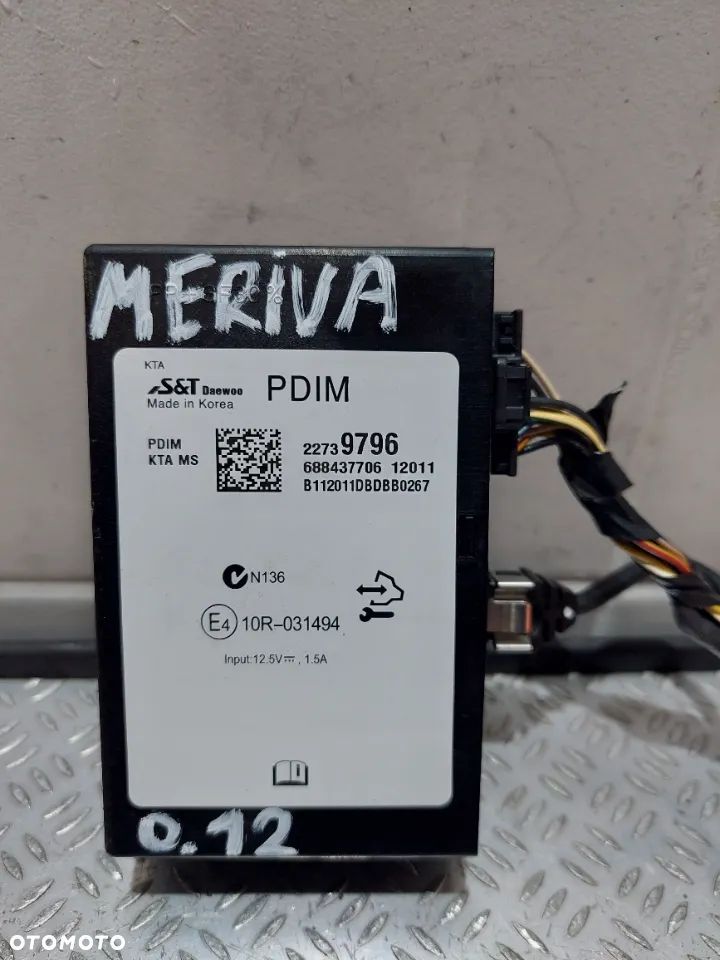 MERIVA
KTA
S&T Daewoo PDIM
Made in Korea
PDIM
KTA MS
22739796
688437706 12011
B112011DBDBB0267
N136
E4 10R-031494
Input:12.5V⎓, 1.5A
0.12
OTOMOTO